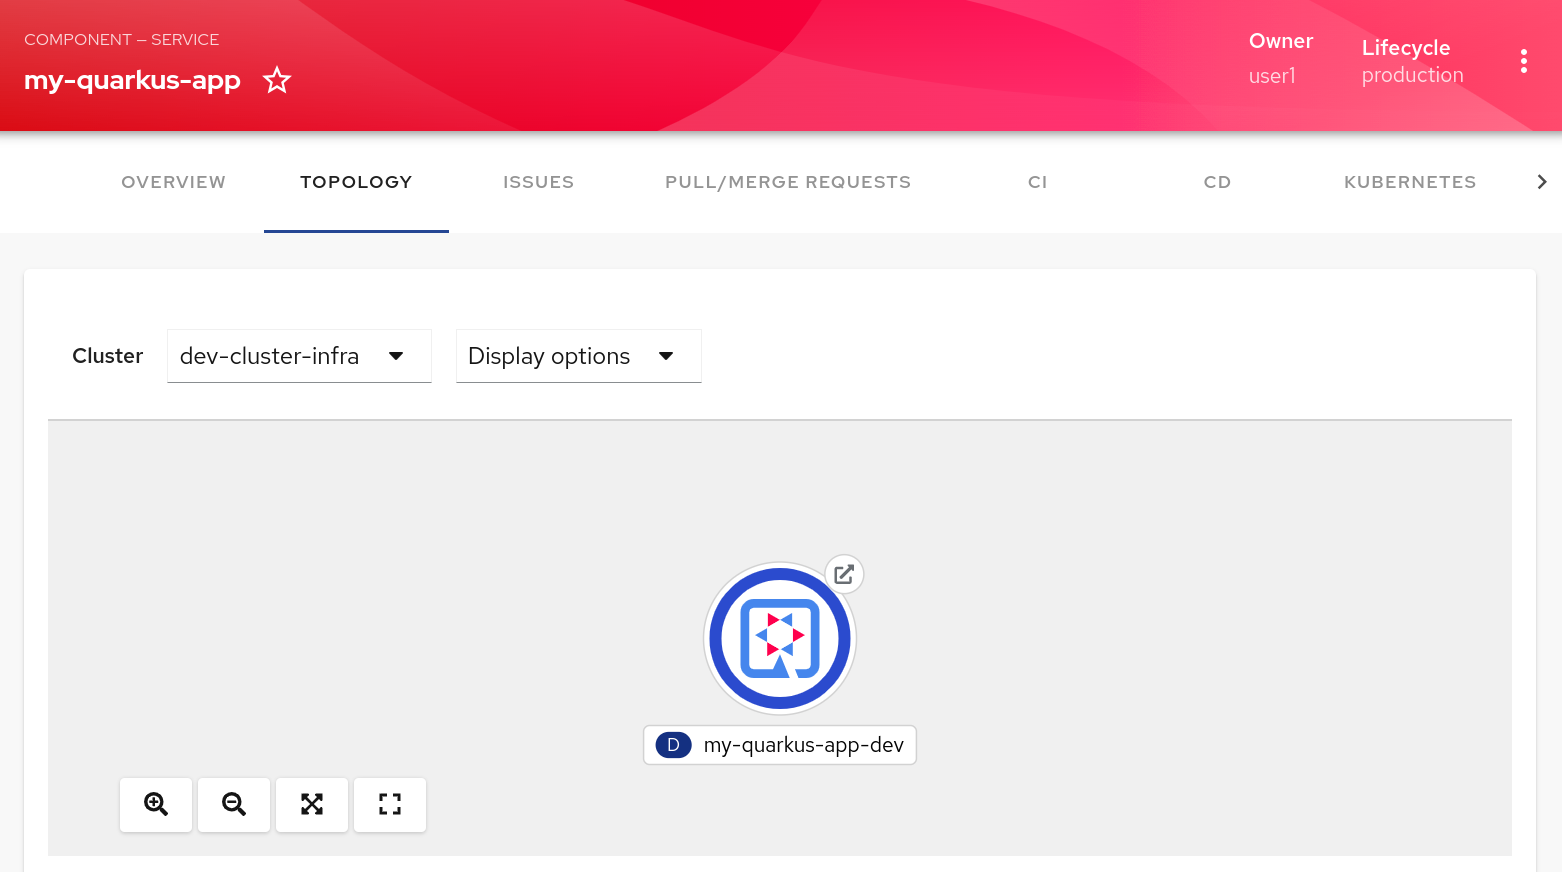 COMPONENT — SERVICE
my-quarkus-app
Owner
user1
Lifecycle
production
OVERVIEW
TOPOLOGY
ISSUES
PULL/MERGE REQUESTS
CI
CD
KUBERNETES
Cluster
dev-cluster-infra
Display options
D my-quarkus-app-dev